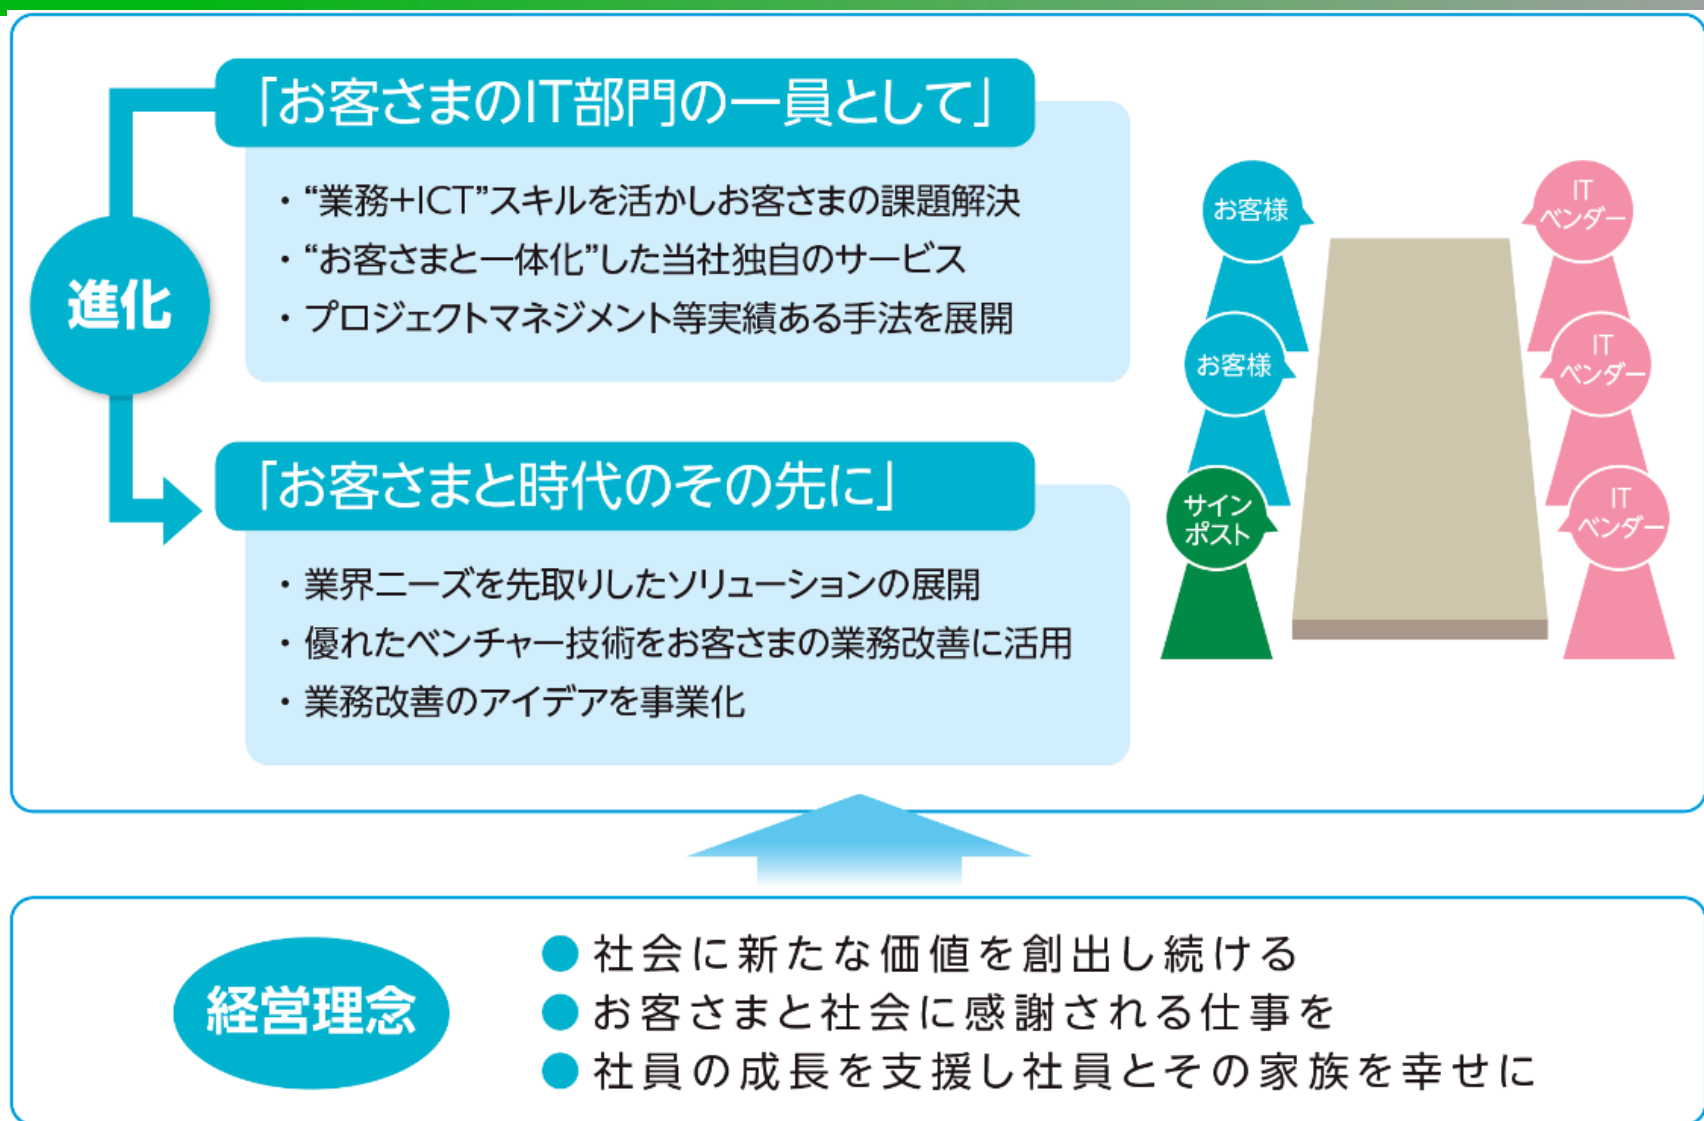 「お客さまのIT部門の一員として」
・“業務+ICT”スキルを活かしお客さまの課題解決
・“お客さまと一体化”した当社独自のサービス
・プロジェクトマネジメント等実績ある手法を展開
進化
「お客さまと時代のその先に」
・業界ニーズを先取りしたソリューションの展開
・優れたベンチャー技術をお客さまの業務改善に活用
・業務改善のアイデアを事業化
お客様
お客様
サイン
ポスト
IT
ベンダー
IT
ベンダー
IT
ベンダー
経営理念
●社会に新たな価値を創出し続ける
●お客さまと社会に感謝される仕事を
●社員の成長を支援し社員とその家族を幸せに